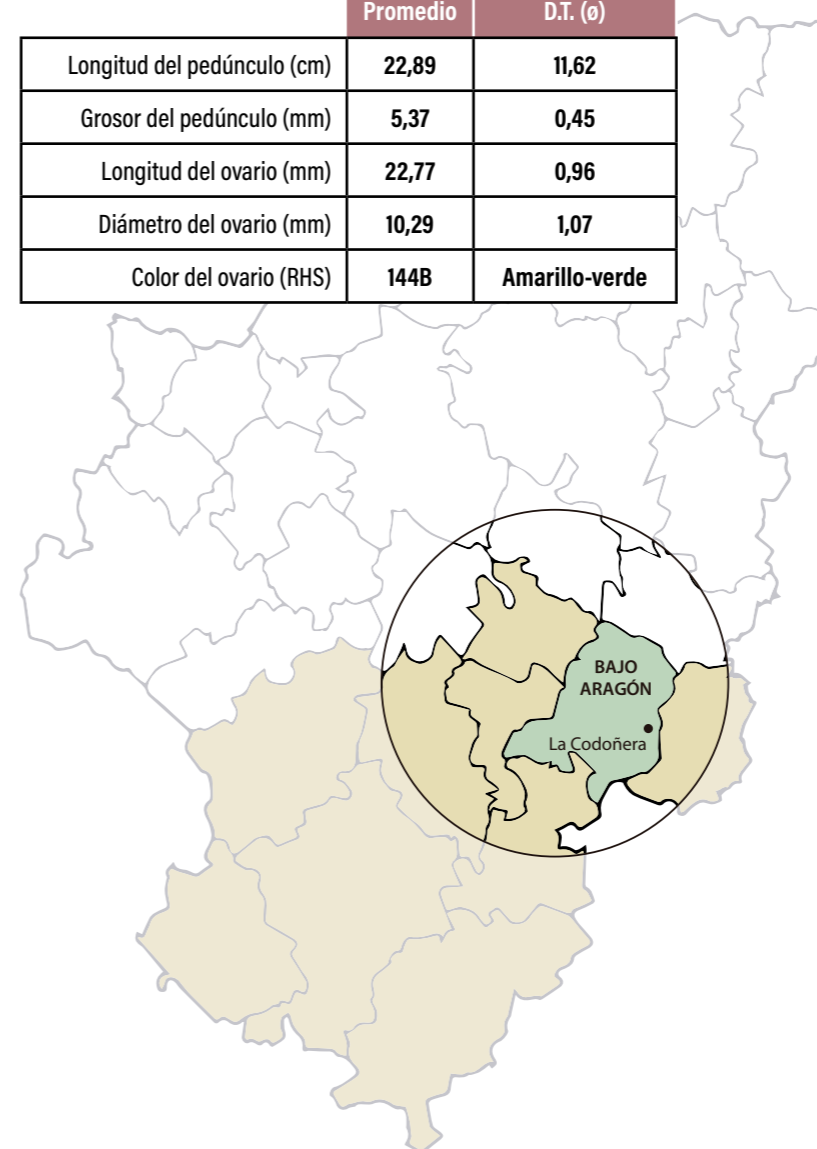 Promedio D.T. (ø)
Longitud del pedúnculo (cm) 22,89 11,62
Grosor del pedúnculo (mm) 5,37 0,45
Longitud del ovario (mm) 22,77 0,96
Diámetro del ovario (mm) 10,29 1,07
Color del ovario (RHS) 144B Amarillo-verde
BAJO
ARAGÓN
La Codoñera